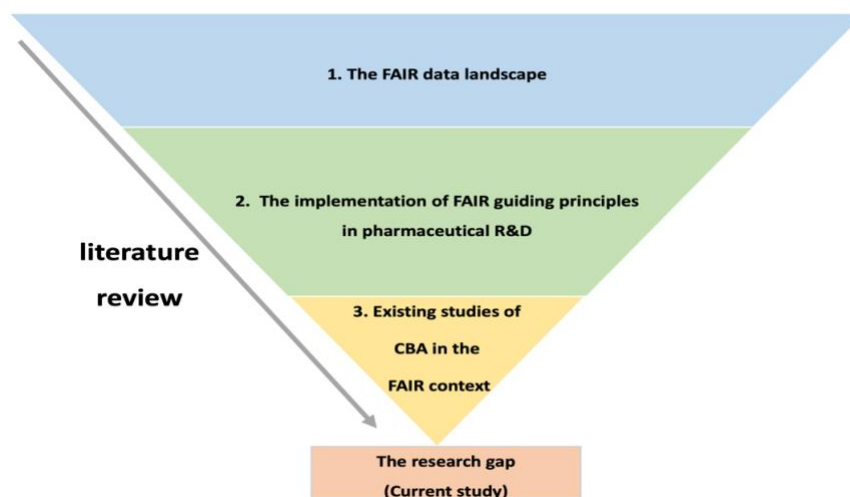 1. The FAIR data landscape
2. The implementation of FAIR guiding principles
in pharmaceutical R&D
literature
review
3. Existing studies of
CBA in the
FAIR context
The research gap
(Current study)